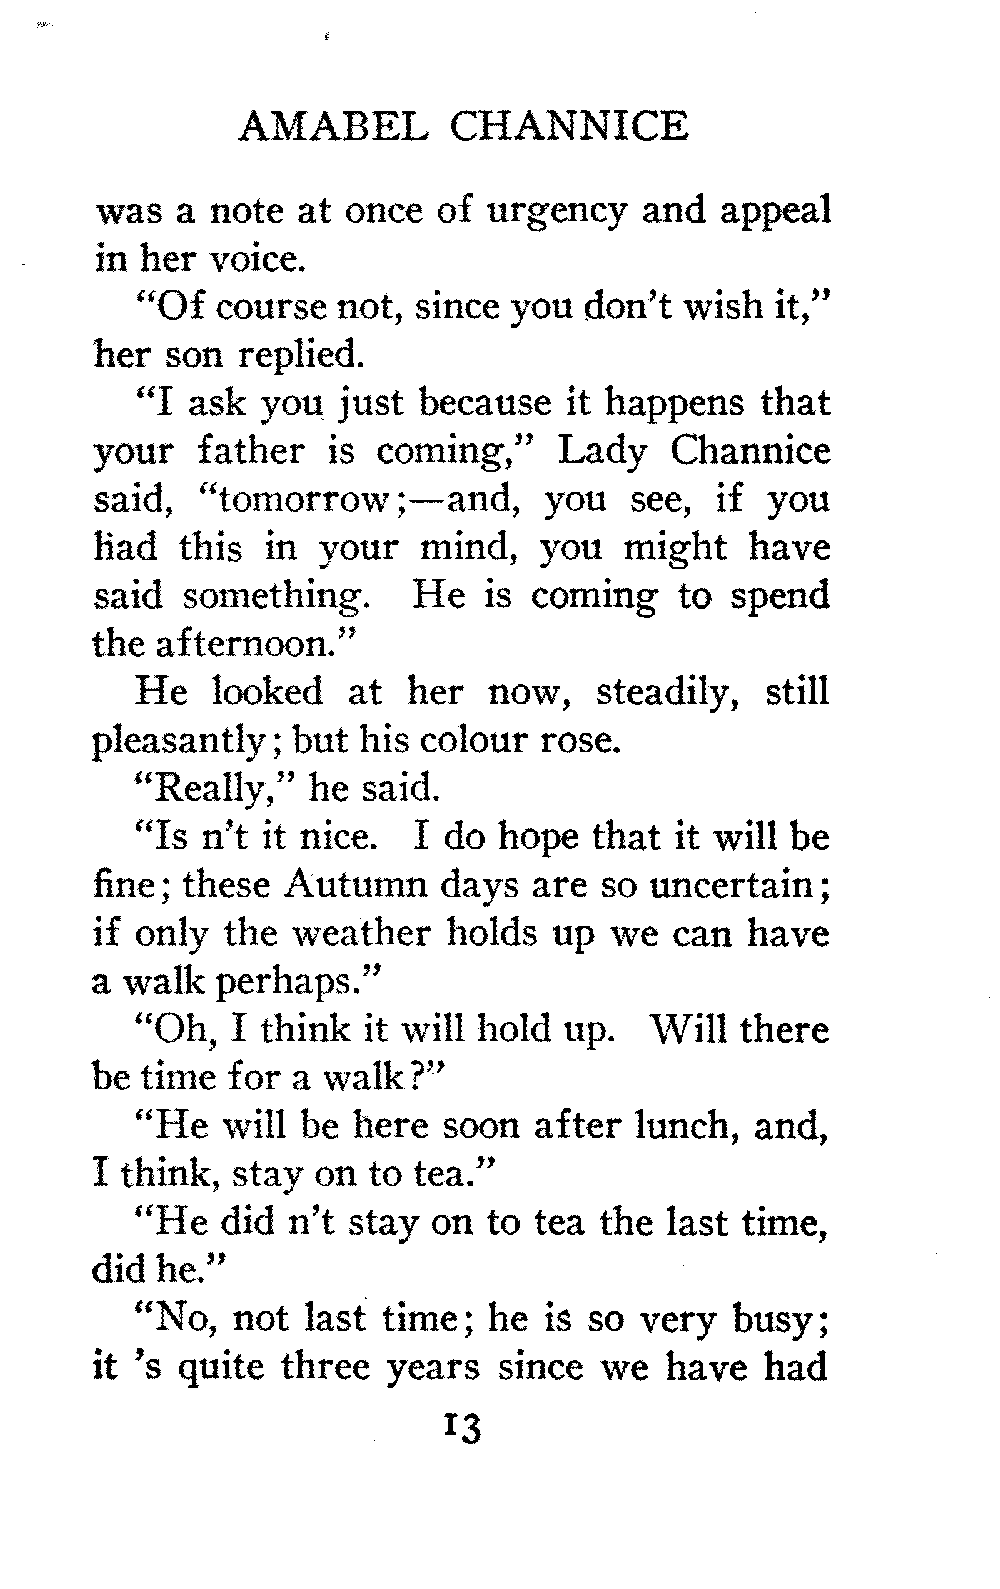 AMABEL CHANNICE
was a note at once of urgency and appeal
in her voice.
“Of course not, since you don’t wish it,”
her son replied.
“I ask you just because it happens that
your father is coming,” Lady Channice
said, “tomorrow;—and, you see, if you
had this in your mind, you might have
said something. He is coming to spend
the afternoon.”
He looked at her now, steadily, still
pleasantly; but his colour rose.
“Really,” he said.
“Is n’t it nice. I do hope that it will be
fine; these Autumn days are so uncertain;
if only the weather holds up we can have
a walk perhaps.”
“Oh, I think it will hold up. Will there
be time for a walk?”
“He will be here soon after lunch, and,
I think, stay on to tea.”
“He did n’t stay on to tea the last time,
did he.”
“No, not last time; he is so very busy;
it ’s quite three years since we have had
13